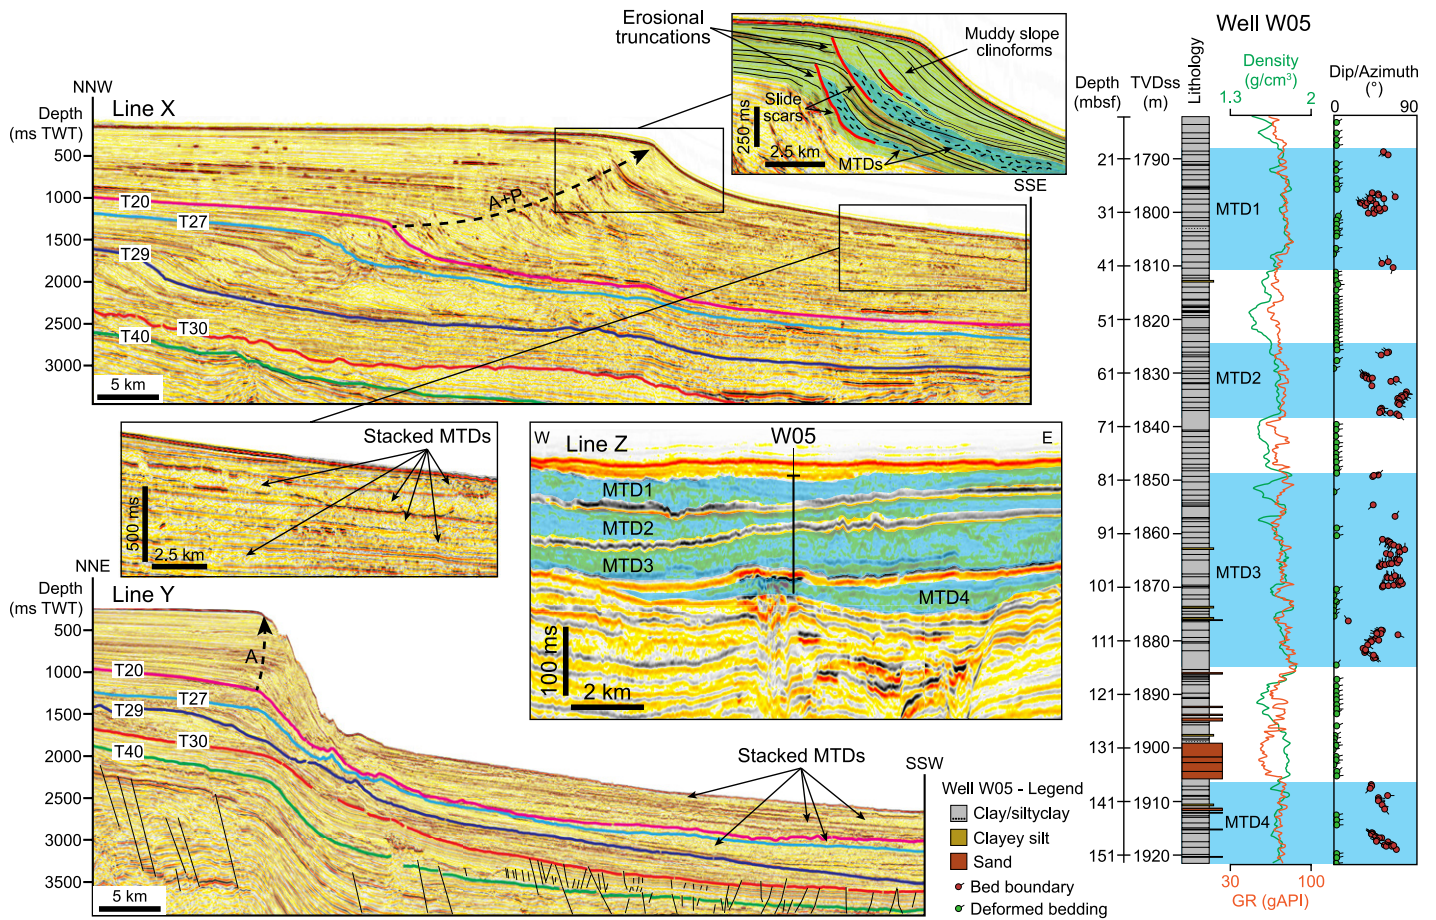 NNW
Line X
Depth
(ms TWT)
500
1000
1500
2000
2500
3000
T20
T27
T29
T30
T40
A+P
5 km
SSE
Erosional
truncations
Muddy slope
clinoforms
Slide
scars
MTDs
250 ms
2.5 km
Stacked MTDs
500 ms
2.5 km
W
Line Z
W05
E
MTD1
MTD2
MTD3
MTD4
100 ms
2 km
NNE
Line Y
Depth
(ms TWT)
500
1000
1500
2000
2500
3000
3500
T20
T27
T29
T30
T40
A
5 km
Stacked MTDs
SSW
Well W05 - Legend
Clay/siltyclay
Clayey silt
Sand
Bed boundary
Deformed bedding
Well W05
Depth
(mbsf)
TVDss
(m)
Lithology
Density
(g/cm³)
1.3 2
Dip/Azimuth
(°)
0 90
21 1790
31 1800
41 1810
51 1820
61 1830
71 1840
81 1850
91 1860
101 1870
111 1880
121 1890
131 1900
141 1910
151 1920
MTD1
MTD2
MTD3
MTD4
30 100
GR (gAPI)